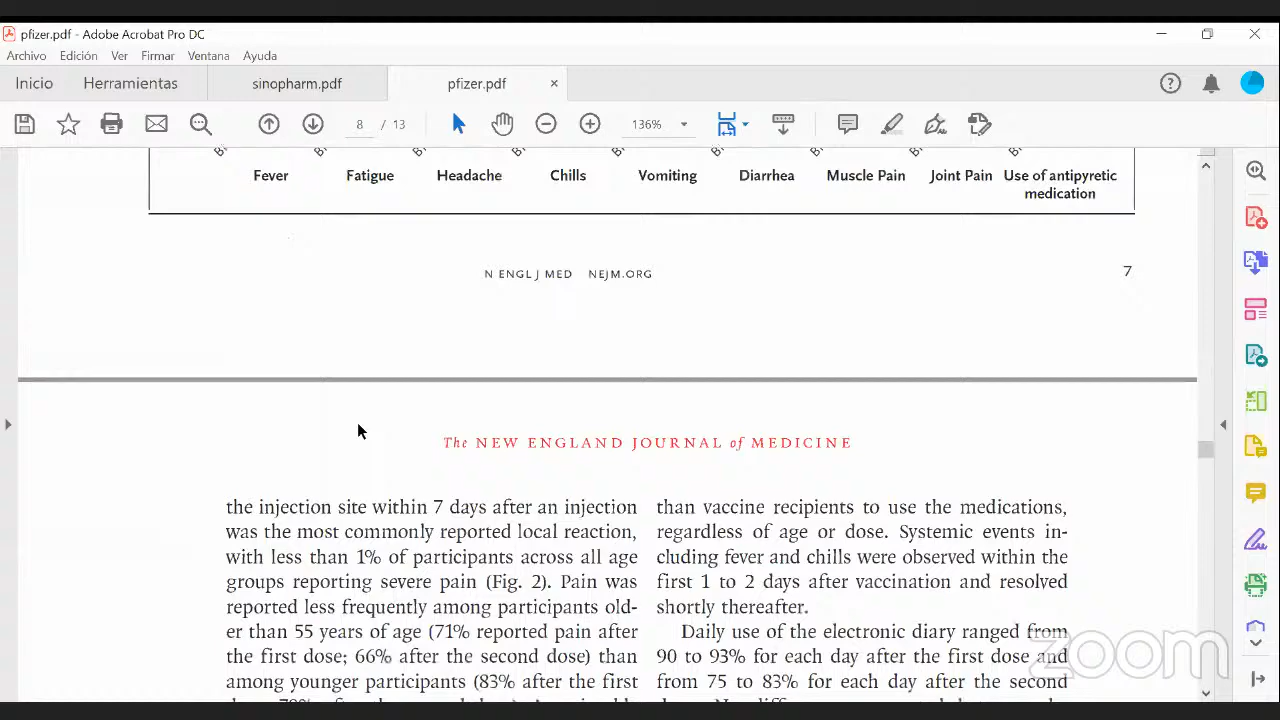 pfizer.pdf - Adobe Acrobat Pro DC
Archivo Edición Ver Firmar Ventana Ayuda
Inicio Herramientas sinopharm.pdf pfizer.pdf
8 / 13 136%
Fever Fatigue Headache Chills Vomiting Diarrhea Muscle Pain Joint Pain Use of antipyretic
medication
N ENGL J MED NEJM.ORG 7
The NEW ENGLAND JOURNAL of MEDICINE
the injection site within 7 days after an injection
was the most commonly reported local reaction,
with less than 1% of participants across all age
groups reporting severe pain (Fig. 2). Pain was
reported less frequently among participants old-
er than 55 years of age (71% reported pain after
the first dose; 66% after the second dose) than
among younger participants (83% after the first
than vaccine recipients to use the medications,
regardless of age or dose. Systemic events in-
cluding fever and chills were observed within the
first 1 to 2 days after vaccination and resolved
shortly thereafter.
Daily use of the electronic diary ranged from
90 to 93% for each day after the first dose and
from 75 to 83% for each day after the second
zoom